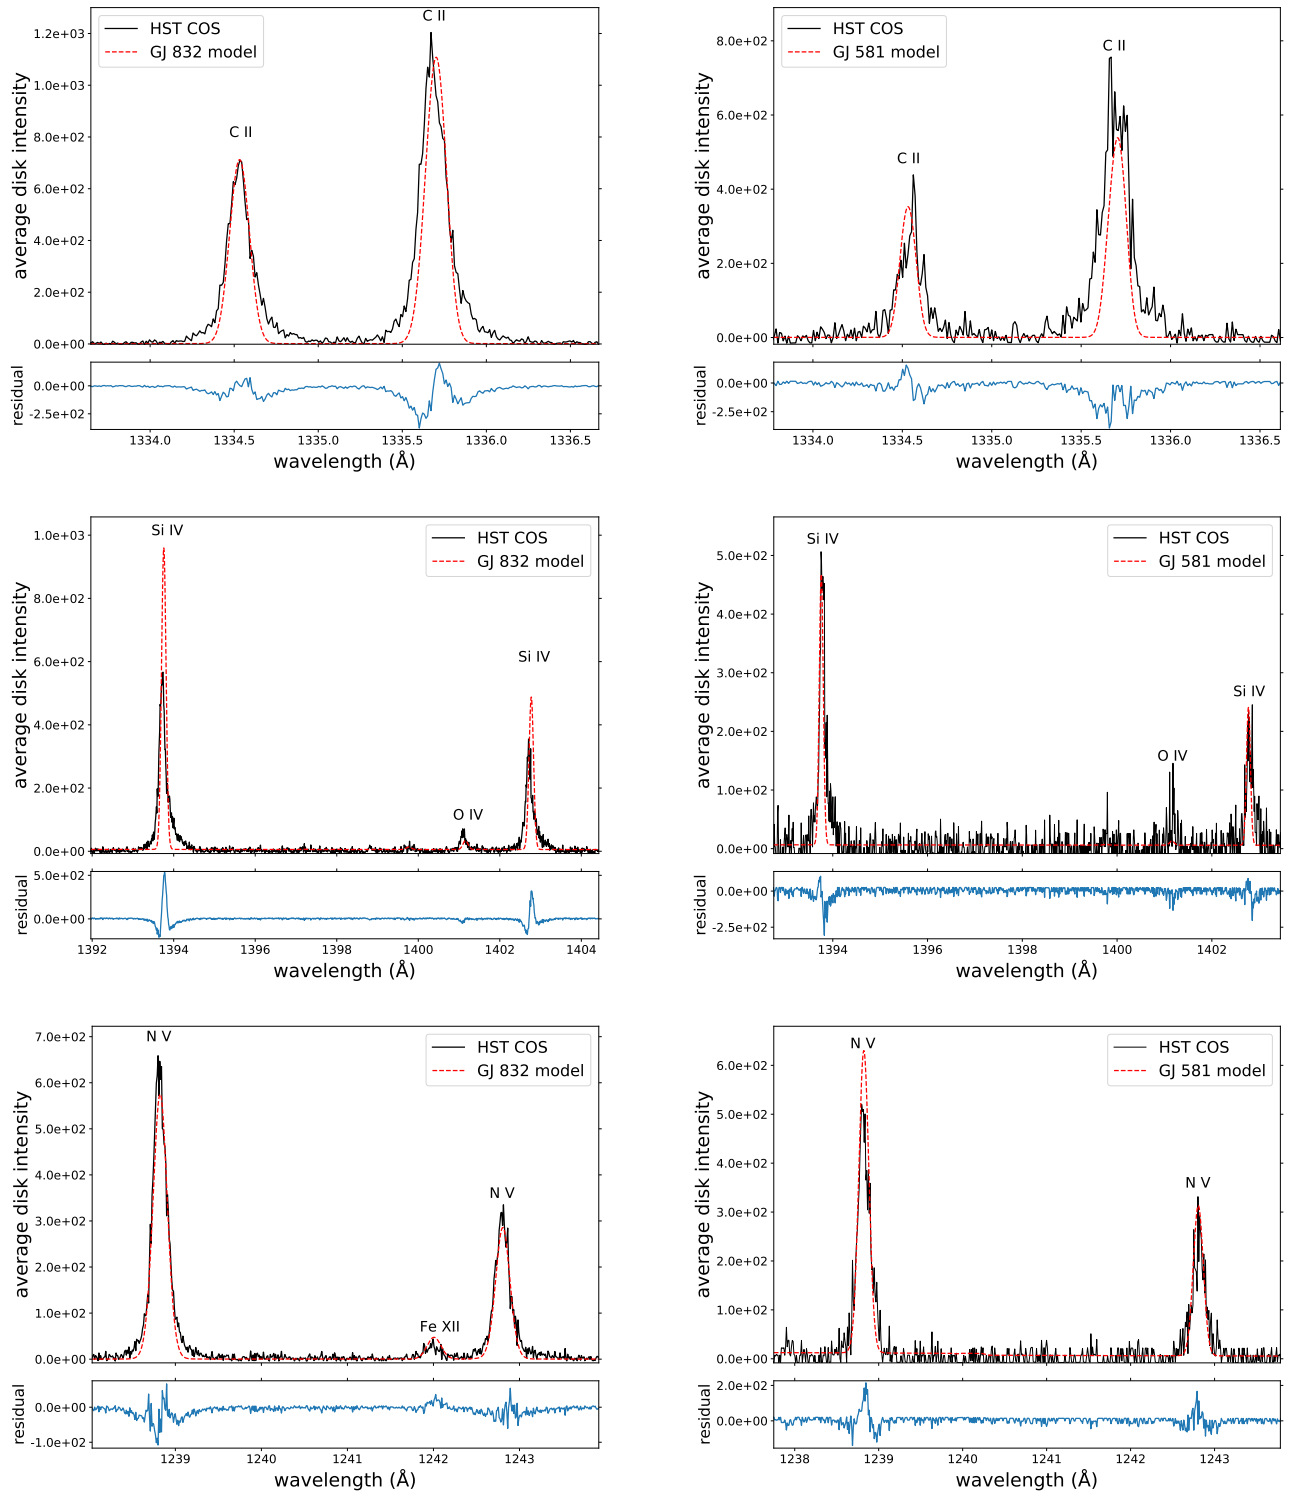 C II
HST COS
GJ 832 model
C II
1.2e+03
1.0e+03
8.0e+02
6.0e+02
4.0e+02
2.0e+02
0.0e+00
average disk intensity
0.0e+00
-2.5e+02
residual
1334.0 1334.5 1335.0 1335.5 1336.0 1336.5
wavelength (Å)
HST COS
GJ 581 model
C II
C II
8.0e+02
6.0e+02
4.0e+02
2.0e+02
0.0e+00
average disk intensity
0.0e+00
-2.5e+02
residual
1334.0 1334.5 1335.0 1335.5 1336.0 1336.5
wavelength (Å)
Si IV
HST COS
GJ 832 model
Si IV
O IV
1.0e+03
8.0e+02
6.0e+02
4.0e+02
2.0e+02
0.0e+00
average disk intensity
5.0e+02
0.0e+00
residual
1392 1394 1396 1398 1400 1402 1404
wavelength (Å)
Si IV
HST COS
GJ 581 model
Si IV
O IV
5.0e+02
4.0e+02
3.0e+02
2.0e+02
1.0e+02
0.0e+00
average disk intensity
0.0e+00
-2.5e+02
residual
1394 1396 1398 1400 1402
wavelength (Å)
N V
HST COS
GJ 832 model
N V
Fe XII
7.0e+02
6.0e+02
5.0e+02
4.0e+02
3.0e+02
2.0e+02
1.0e+02
0.0e+00
average disk intensity
0.0e+00
-1.0e+02
residual
1239 1240 1241 1242 1243
wavelength (Å)
N V
HST COS
GJ 581 model
N V
6.0e+02
5.0e+02
4.0e+02
3.0e+02
2.0e+02
1.0e+02
0.0e+00
average disk intensity
2.0e+02
0.0e+00
residual
1238 1239 1240 1241 1242 1243
wavelength (Å)